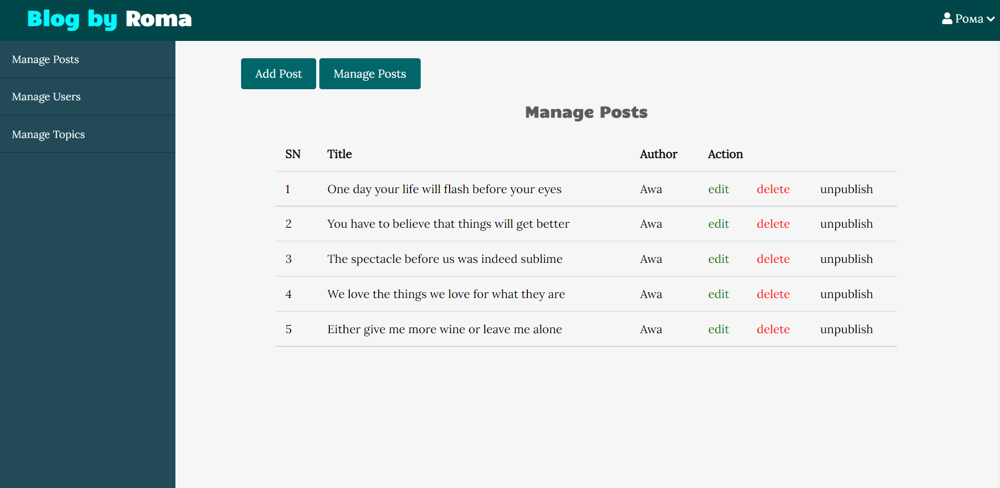 Blog by Roma
Рома
Manage Posts
Manage Users
Manage Topics
Add Post Manage Posts
Manage Posts
SN Title Author Action
1 One day your life will flash before your eyes Awa edit delete unpublish
2 You have to believe that things will get better Awa edit delete unpublish
3 The spectacle before us was indeed sublime Awa edit delete unpublish
4 We love the things we love for what they are Awa edit delete unpublish
5 Either give me more wine or leave me alone Awa edit delete unpublish